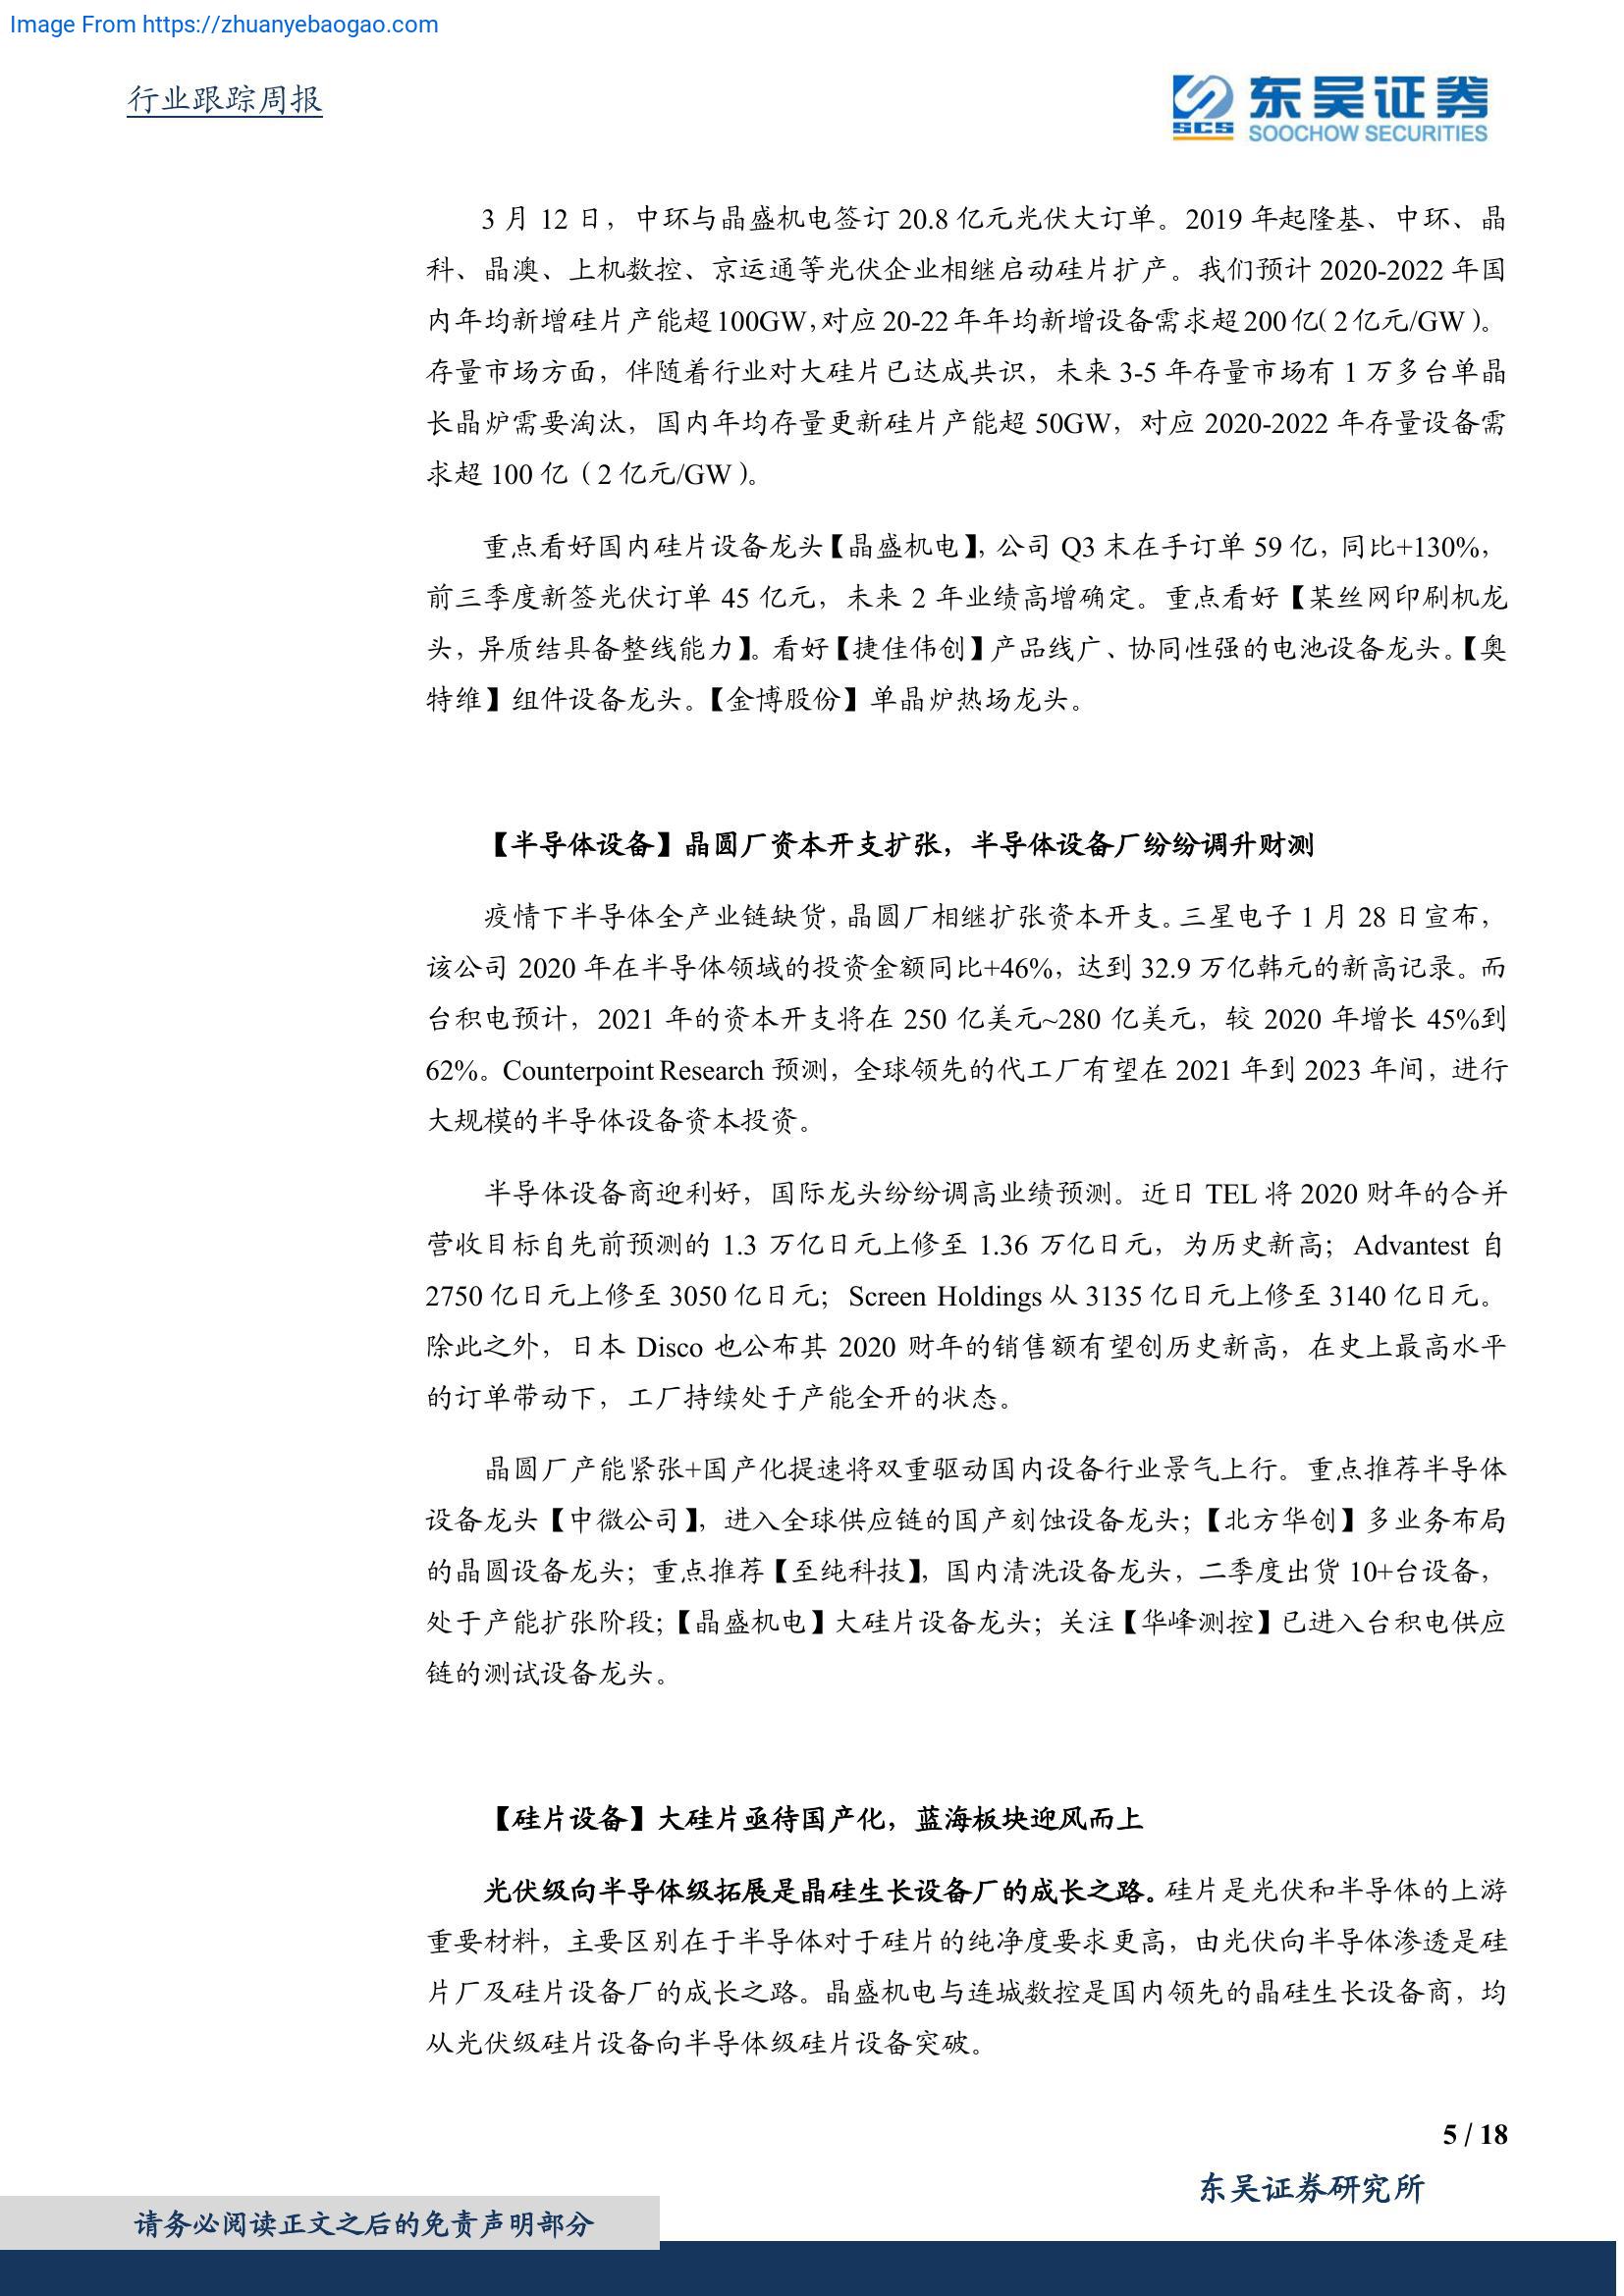 Image From https://zhuanyebaogao.com
行业跟踪周报
SCS 东吴证券
SOOCHOW SECURITIES
3 月 12 日，中环与晶盛机电签订 20.8 亿元光伏大订单。2019 年起隆基、中环、晶
科、晶澳、上机数控、京运通等光伏企业相继启动硅片扩产。我们预计 2020-2022 年国
内年均新增硅片产能超 100GW，对应 20-22 年年均新增设备需求超 200 亿（2 亿元/GW）。
存量市场方面，伴随着行业对大硅片已达成共识，未来 3-5 年存量市场有 1 万多台单晶
长晶炉需要淘汰，国内年均存量更新硅片产能超 50GW，对应 2020-2022 年存量设备需
求超 100 亿（2 亿元/GW）。
重点看好国内硅片设备龙头【晶盛机电】，公司 Q3 末在手订单 59 亿，同比+130%，
前三季度新签光伏订单 45 亿元，未来 2 年业绩高增确定。重点看好【某丝网印刷机龙
头，异质结具备整线能力】。看好【捷佳伟创】产品线广、协同性强的电池设备龙头。【奥
特维】组件设备龙头。【金博股份】单晶炉热场龙头。
【半导体设备】晶圆厂资本开支扩张，半导体设备厂纷纷调升财测
疫情下半导体全产业链缺货，晶圆厂相继扩张资本开支。三星电子 1 月 28 日宣布，
该公司 2020 年在半导体领域的投资金额同比+46%，达到 32.9 万亿韩元的新高记录。而
台积电预计，2021 年的资本开支将在 250 亿美元~280 亿美元，较 2020 年增长 45%到
62%。Counterpoint Research 预测，全球领先的代工厂有望在 2021 年到 2023 年间，进行
大规模的半导体设备资本投资。
半导体设备商迎利好，国际龙头纷纷调高业绩预测。近日 TEL 将 2020 财年的合并
营收目标自先前预测的 1.3 万亿日元上修至 1.36 万亿日元，为历史新高；Advantest 自
2750 亿日元上修至 3050 亿日元；Screen Holdings 从 3135 亿日元上修至 3140 亿日元。
除此之外，日本 Disco 也公布其 2020 财年的销售额有望创历史新高，在史上最高水平
的订单带动下，工厂持续处于产能全开的状态。
晶圆厂产能紧张+国产化提速将双重驱动国内设备行业景气上行。重点推荐半导体
设备龙头【中微公司】，进入全球供应链的国产刻蚀设备龙头；【北方华创】多业务布局
的晶圆设备龙头；重点推荐【至纯科技】，国内清洗设备龙头，二季度出货 10+台设备，
处于产能扩张阶段；【晶盛机电】大硅片设备龙头；关注【华峰测控】已进入台积电供应
链的测试设备龙头。
【硅片设备】大硅片亟待国产化，蓝海板块迎风而上
光伏级向半导体级拓展是晶硅生长设备厂的成长之路。硅片是光伏和半导体的上游
重要材料，主要区别在于半导体对于硅片的纯净度要求更高，由光伏向半导体渗透是硅
片厂及硅片设备厂的成长之路。晶盛机电与连城数控是国内领先的晶硅生长设备商，均
从光伏级硅片设备向半导体级硅片设备突破。
5 / 18
东吴证券研究所
请务必阅读正文之后的免责声明部分